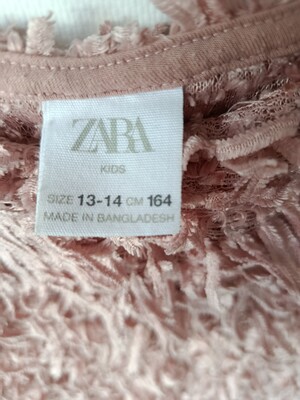 ZARA
KIDS
SIZE 13-14 CM 164
MADE IN BANGLADESH